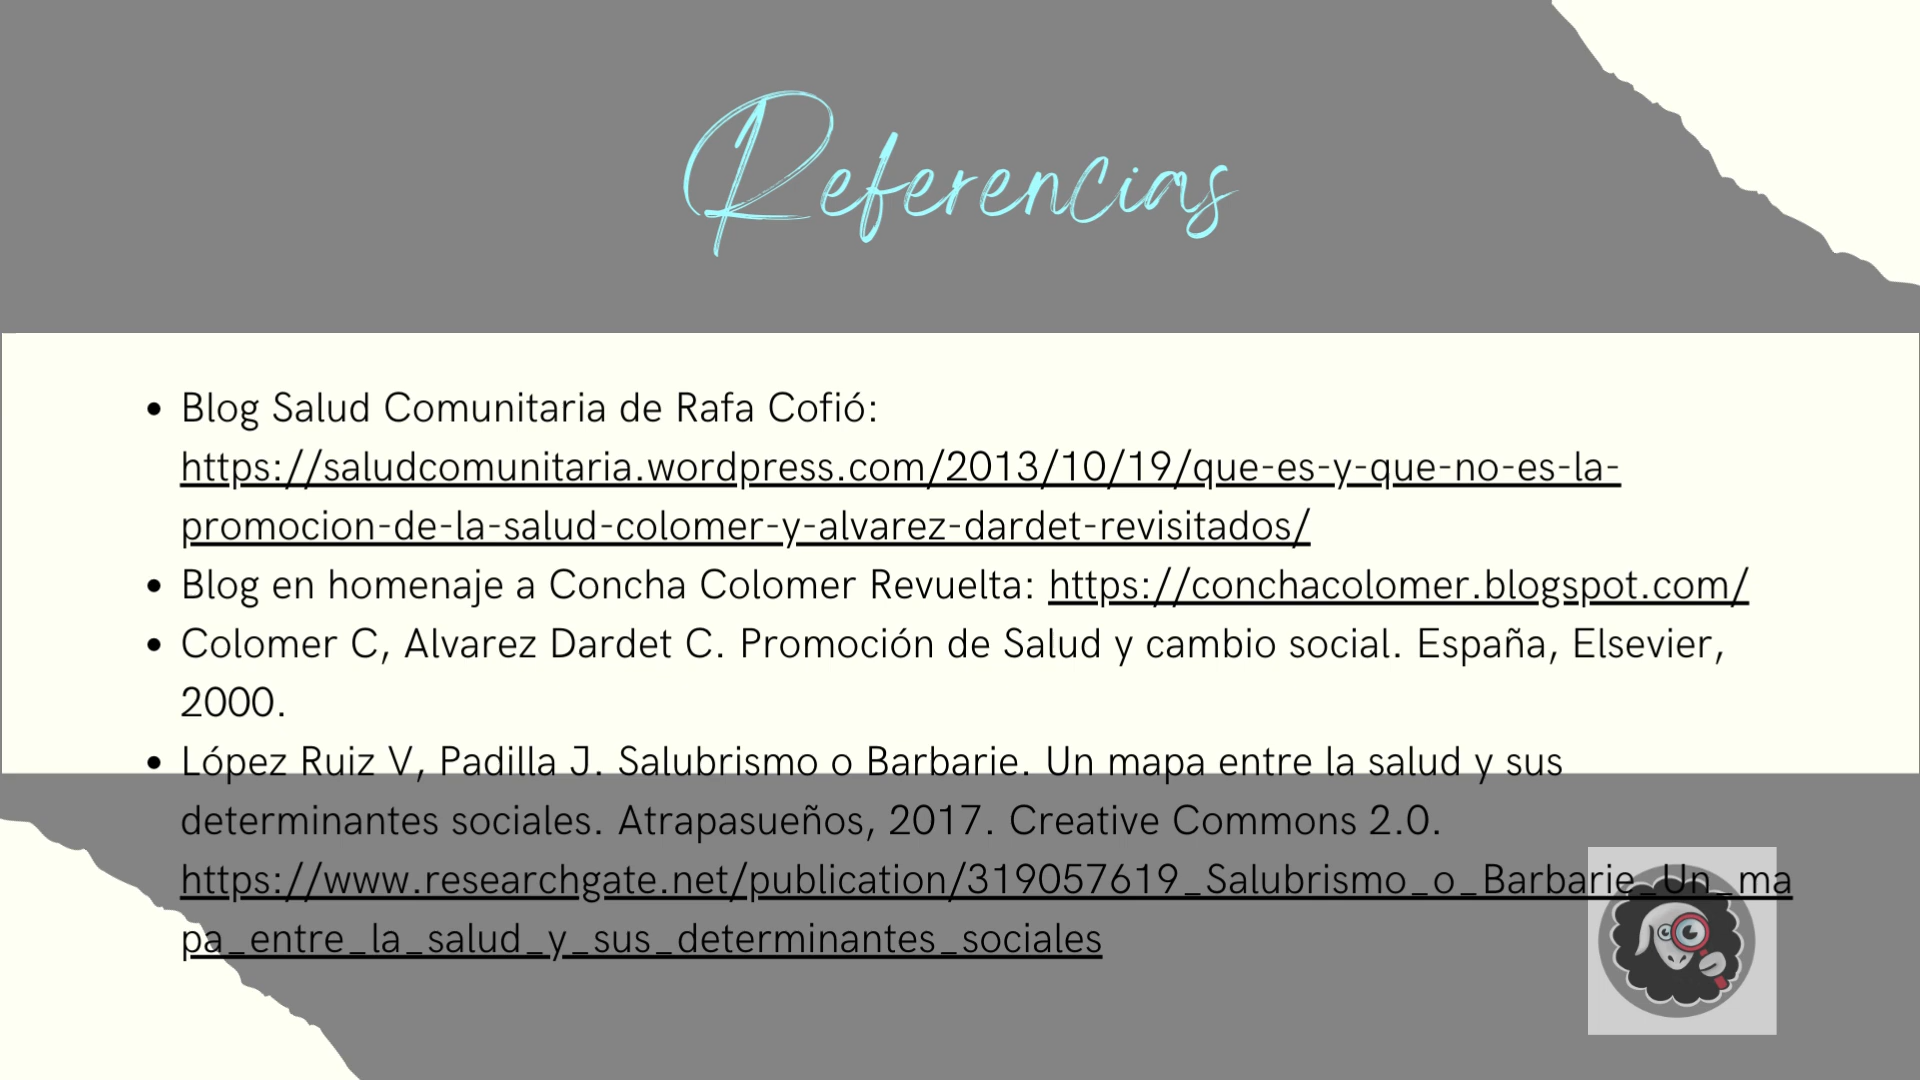 Referencias
• Blog Salud Comunitaria de Rafa Cofió:
https://saludcomunitaria.wordpress.com/2013/10/19/que-es-y-que-no-es-la-
promocion-de-la-salud-colomer-y-alvarez-dardet-revisitados/
• Blog en homenaje a Concha Colomer Revuelta: https://conchacolomer.blogspot.com/
• Colomer C, Alvarez Dardet C. Promoción de Salud y cambio social. España, Elsevier,
2000.
• López Ruiz V, Padilla J. Salubrismo o Barbarie. Un mapa entre la salud y sus
determinantes sociales. Atrapasueños, 2017. Creative Commons 2.0.
https://www.researchgate.net/publication/319057619_Salubrismo_o_Barbarie_Un_ma
pa_entre_la_salud_y_sus_determinantes_sociales